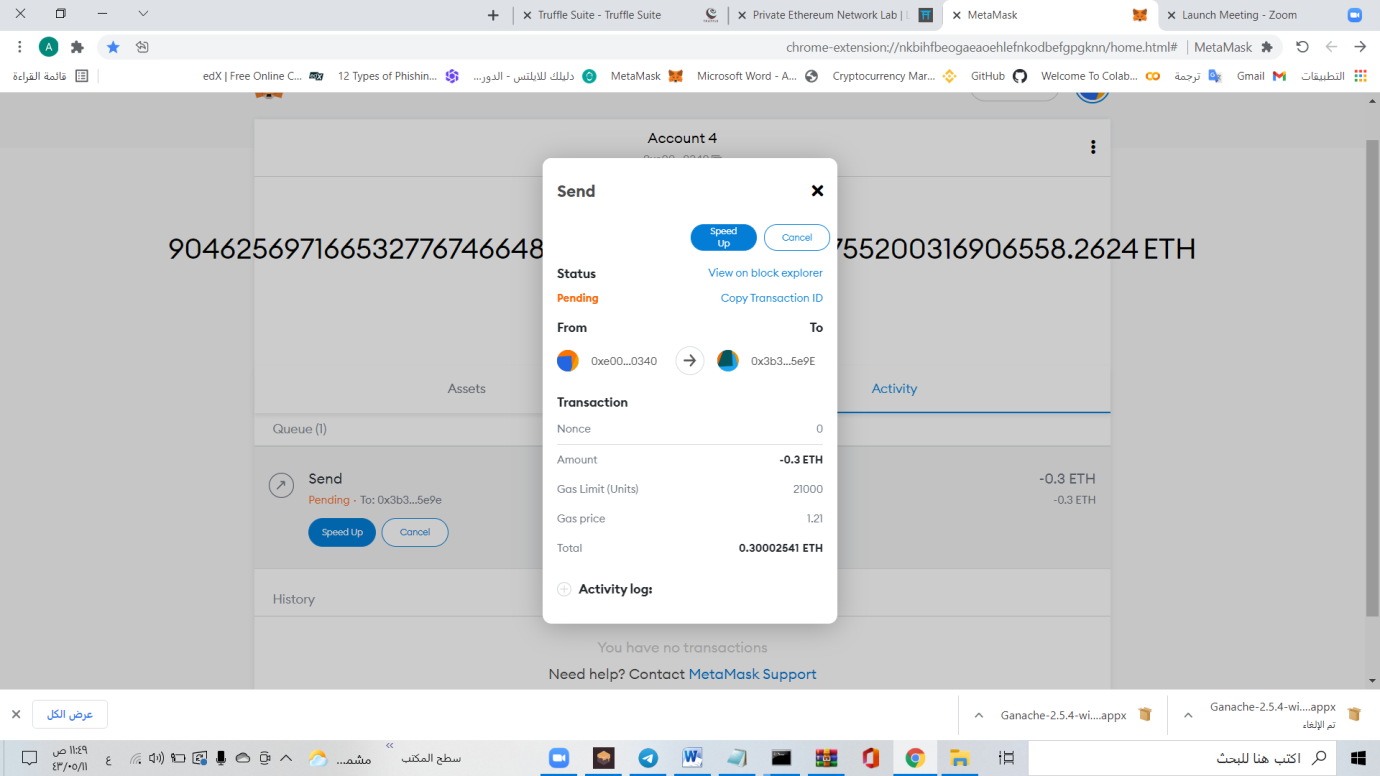 Truffle Suite - Truffle Suite
Private Ethereum Network Lab |
MetaMask
Launch Meeting - Zoom
A
chrome-extension://nkbihfbeogaeaoehlefnkodbefgpgknn/home.html# | MetaMask
قائمة القراءة
edX | Free Online C...
12 Types of Phishin...
دليلك للايلتس - الدور...
MetaMask
Microsoft Word - A...
Cryptocurrency Mar...
GitHub
Welcome To Colab...
ترجمة
Gmail
التطبيقات
Account 4
904625697166532776746648
755200316906558.2624 ETH
Assets
Activity
Queue (1)
Send
Pending - To: 0x3b3...5e9e
Speed Up
Cancel
-0.3 ETH
-0.3 ETH
History
You have no transactions
Need help? Contact MetaMask Support
Send
Speed
Up
Cancel
Status
View on block explorer
Pending
Copy Transaction ID
From
To
0xe00...0340
0x3b3...5e9E
Transaction
Nonce
0
Amount
-0.3 ETH
Gas Limit (Units)
21000
Gas price
1.21
Total
0.30002541 ETH
Activity log:
عرض الكل
Ganache-2.5.4-wi....appx
Ganache-2.5.4-wi....appx
تم الإلغاء
١١:٤٩ ص
٤٣/٠٥/١١
ع
مشم...
سطح المكتب
اكتب هنا للبحث